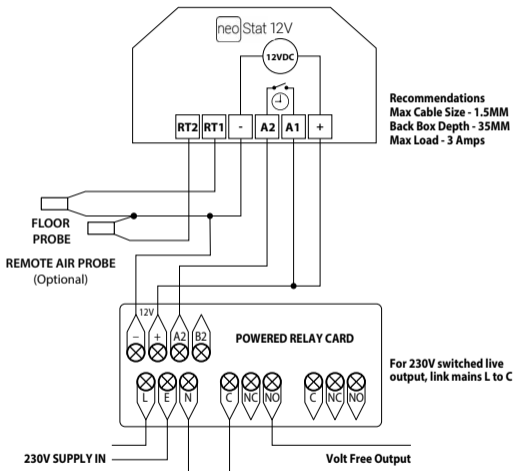 neoStat 12V
12VDC
RT2 RT1 - A2 A1 +
Recommendations
Max Cable Size - 1.5MM
Back Box Depth - 35MM
Max Load - 3 Amps
FLOOR
PROBE
REMOTE AIR PROBE
(Optional)
12V
- + A2 B2
POWERED RELAY CARD
L E N C NC NO C NC NO
For 230V switched live
output, link mains L to C
230V SUPPLY IN
Volt Free Output